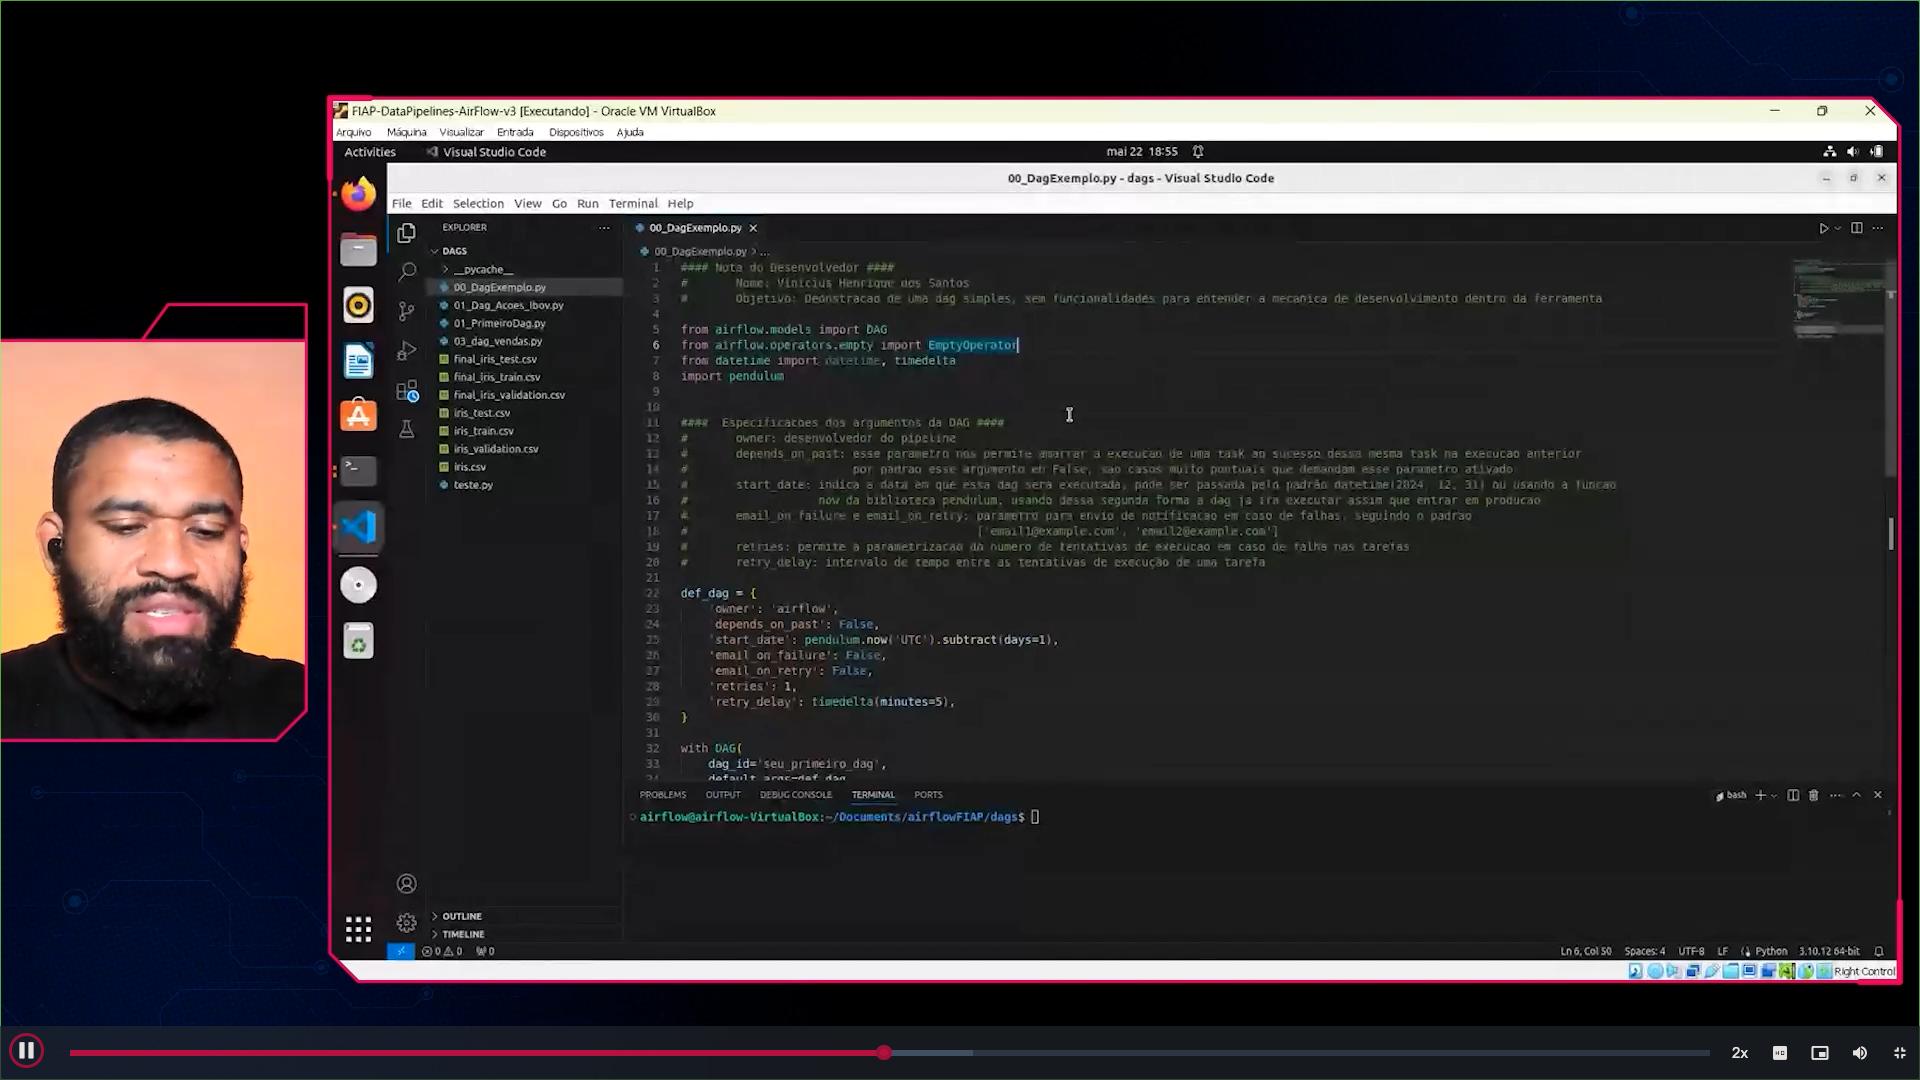 FIAP-DataPipelines-AirFlow-v3 [Executando] - Oracle VM VirtualBox
Arquivo Máquina Visualizar Entrada Dispositivos Ajuda
Activities Visual Studio Code mai 22 18:55
00_DagExemplo.py - dags - Visual Studio Code
File Edit Selection View Go Run Terminal Help
EXPLORER
DAGS
__pycache__
00_DagExemplo.py
01_Dag_Acoes_Ibov.py
01_PrimeiroDag.py
03_dag_vendas.py
final_iris_test.csv
final_iris_train.csv
final_iris_validation.csv
iris_test.csv
iris_train.csv
iris_validation.csv
iris.csv
teste.py
OUTLINE
TIMELINE
00_DagExemplo.py
00_DagExemplo.py > ...
1 #### Nota do Desenvolvedor ####
2 # Nome: Vinicius Henrique dos Santos
3 # Objetivo: Deonstracao de uma dag simples, sem funcionalidades para entender a mecanica de desenvolvimento dentro da ferramenta
4
5 from airflow.models import DAG
6 from airflow.operators.empty import EmptyOperator
7 from datetime import datetime, timedelta
8 import pendulum
9
10
11 #### Especificacoes dos argumentos da DAG ####
12 # owner: desenvolvedor do pipeline
13 # depends_on_past: esse parametro nos permite amarrar a execucao de uma task ao sucesso dessa mesma task na execucao anterior
14 # por padrao esse argumento eh False, sao casos muito pontuais que demandam esse parametro ativado
15 # start_date: indica a data em que essa dag sera executada, pode ser passada pelo padrão datetime(2024, 12, 31) ou usando a funcao
16 # now da biblioteca pendulum, usando dessa segunda forma a dag ja ira executar assim que entrar em producao
17 # email_on_failure e email_on_retry: parametro para envio de notificacao em caso de falhas, seguindo o padrao
18 # ['email1@example.com', 'email2@example.com']
19 # retries: permite a parametrizacao do numero de tentativas de execucao em caso de falha nas tarefas
20 # retry_delay: intervalo de tempo entre as tentativas de execução de uma tarefa
21
22 def_dag = {
23 'owner': 'airflow',
24 'depends_on_past': False,
25 'start_date': pendulum.now('UTC').subtract(days=1),
26 'email_on_failure': False,
27 'email_on_retry': False,
28 'retries': 1,
29 'retry_delay': timedelta(minutes=5),
30 }
31
32 with DAG(
33 dag_id='seu_primeiro_dag',
34 default_args=def_dag
PROBLEMS OUTPUT DEBUG CONSOLE TERMINAL PORTS
bash
airflow@airflow-VirtualBox:~/Documents/airflowFIAP/dags$
0 0 0
Ln 6, Col 50 Spaces: 4 UTF-8 LF Python 3.10.12 64-bit
Right Control
2x
HD